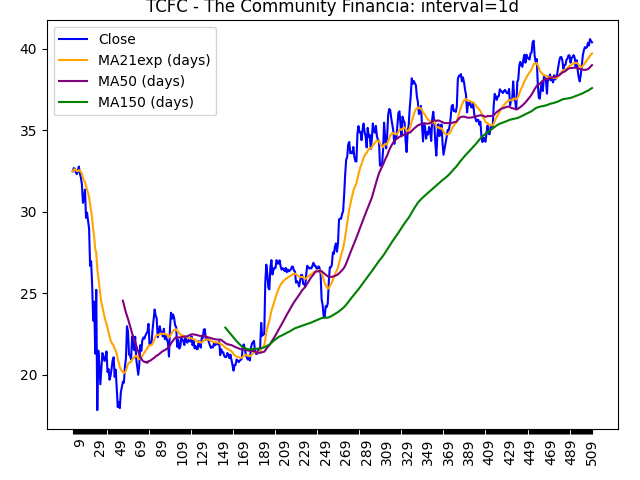 TCFC - The Community Financia: interval=1d
Close
MA21exp (days)
MA50 (days)
MA150 (days)
40
35
30
25
20
9 29 49 69 89 109 129 149 169 189 209 229 249 269 289 309 329 349 369 389 409 429 449 469 489 509